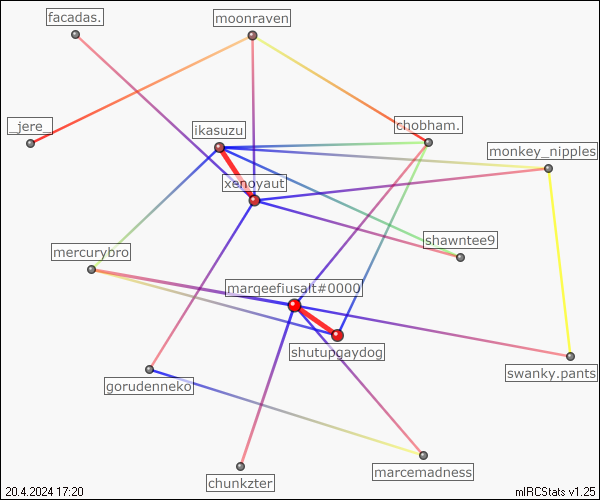 facadas.
moonraven
_jere_
ikasuzu
chobham.
monkey_nipples
xenoyaut
shawntee9
mercurybro
marqeefiusalt#0000
shutupgaydog
swanky.pants
gorudenneko
marcemadness
chunkzter
20.4.2024 17:20
mIRCStats v1.25